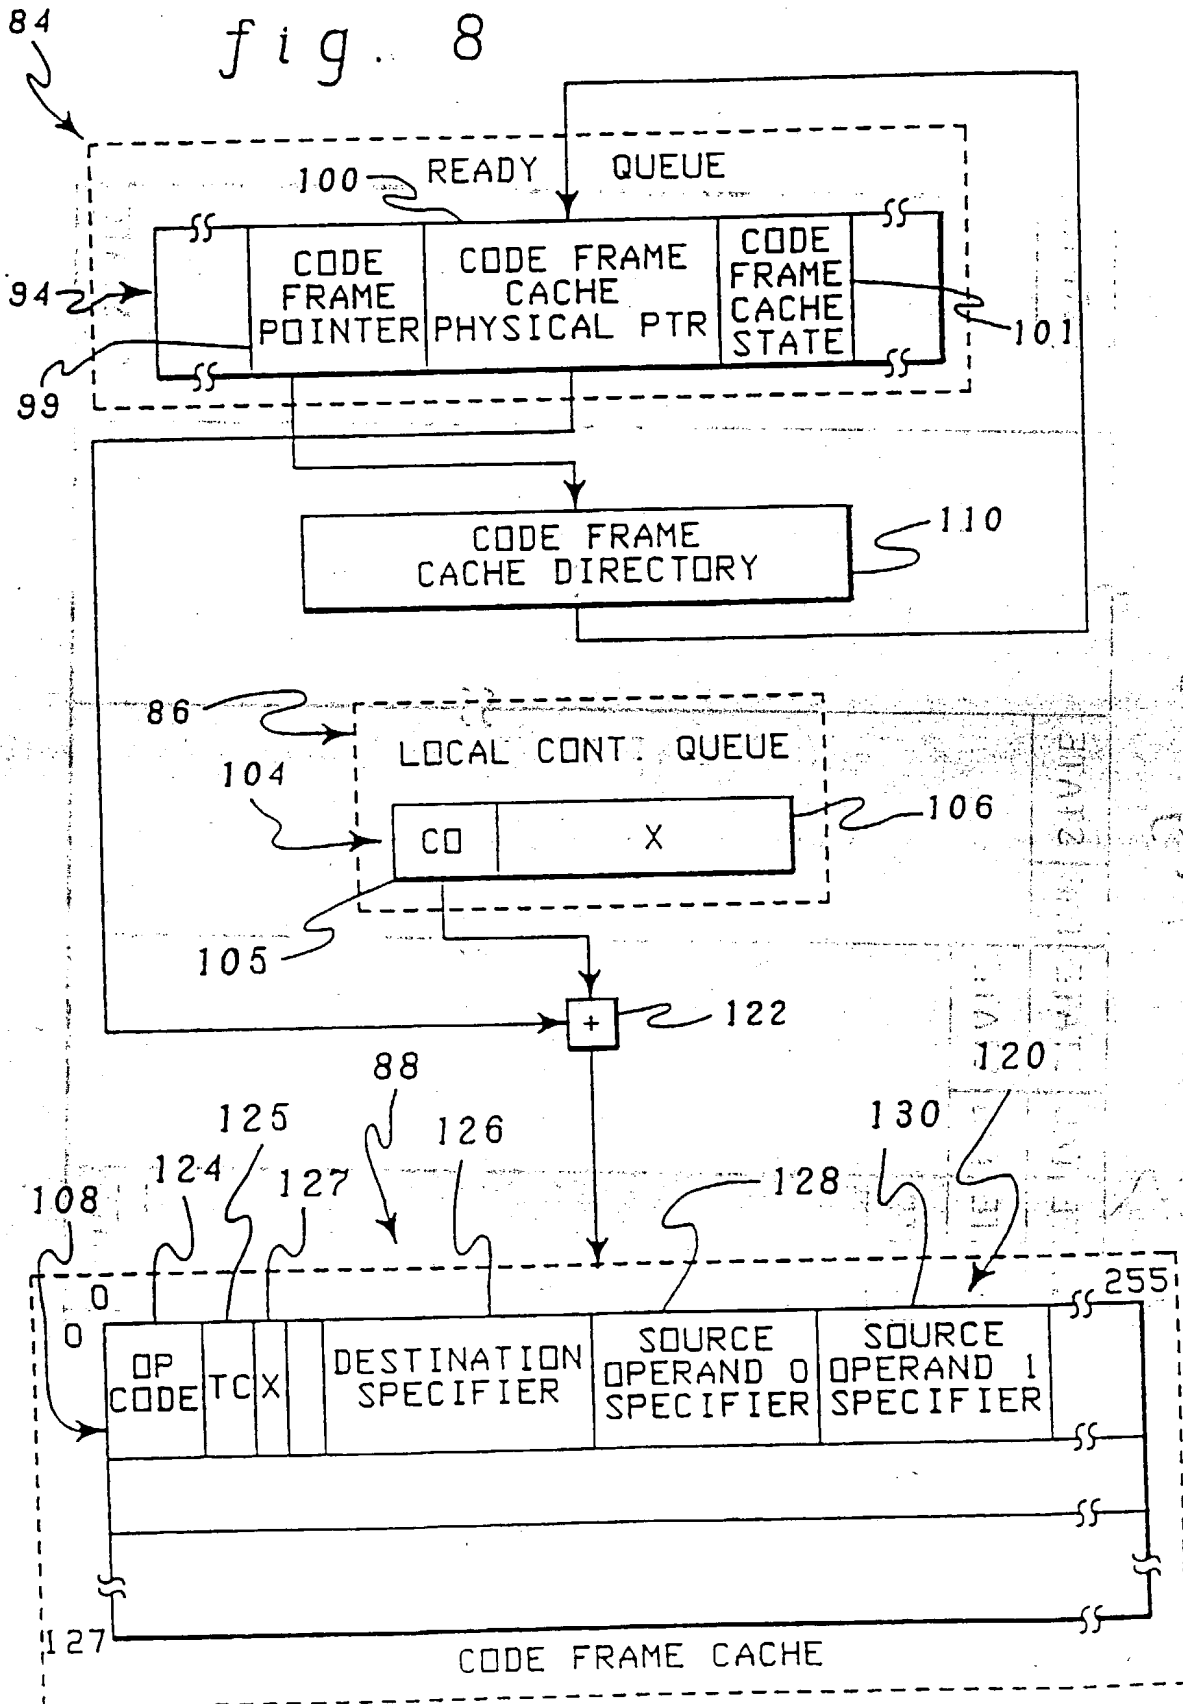 84
fig. 8
READY QUEUE
100
94
CODE FRAME POINTER
CODE FRAME CACHE PHYSICAL PTR
CODE FRAME CACHE STATE
101
99
CODE FRAME CACHE DIRECTORY
110
86
LOCAL CONT. QUEUE
104
CO
X
106
105
+
122
88
120
125
126
130
124
127
128
108
0
255
0
OP CODE
TC
X
DESTINATION SPECIFIER
SOURCE OPERAND 0 SPECIFIER
SOURCE OPERAND 1 SPECIFIER
127
CODE FRAME CACHE